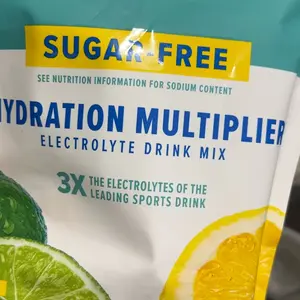 SUGAR-FREE
SEE NUTRITION INFORMATION FOR SODIUM CONTENT
HYDRATION MULTIPLIER
ELECTROLYTE DRINK MIX
3X THE ELECTROLYTES OF THE
LEADING SPORTS DRINK